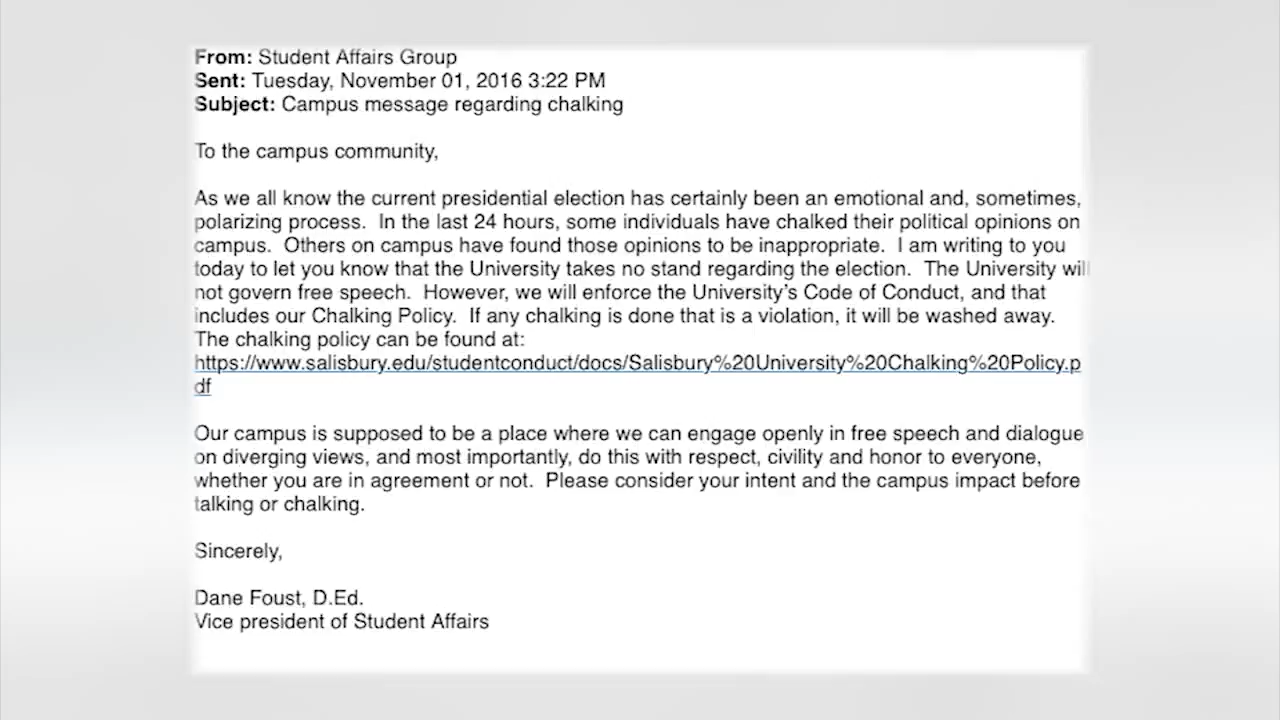 From: Student Affairs Group
Sent: Tuesday, November 01, 2016 3:22 PM
Subject: Campus message regarding chalking
To the campus community,
As we all know the current presidential election has certainly been an emotional and, sometimes,
polarizing process.  In the last 24 hours, some individuals have chalked their political opinions on
campus.  Others on campus have found those opinions to be inappropriate.  I am writing to you
today to let you know that the University takes no stand regarding the election.  The University will
not govern free speech.  However, we will enforce the University's Code of Conduct, and that
includes our Chalking Policy.  If any chalking is done that is a violation, it will be washed away.
The chalking policy can be found at:
https://www.salisbury.edu/studentconduct/docs/Salisbury%20University%20Chalking%20Policy.p
df
Our campus is supposed to be a place where we can engage openly in free speech and dialogue
on diverging views, and most importantly, do this with respect, civility and honor to everyone,
whether you are in agreement or not.  Please consider your intent and the campus impact before
talking or chalking.
Sincerely,
Dane Foust, D.Ed.
Vice president of Student Affairs